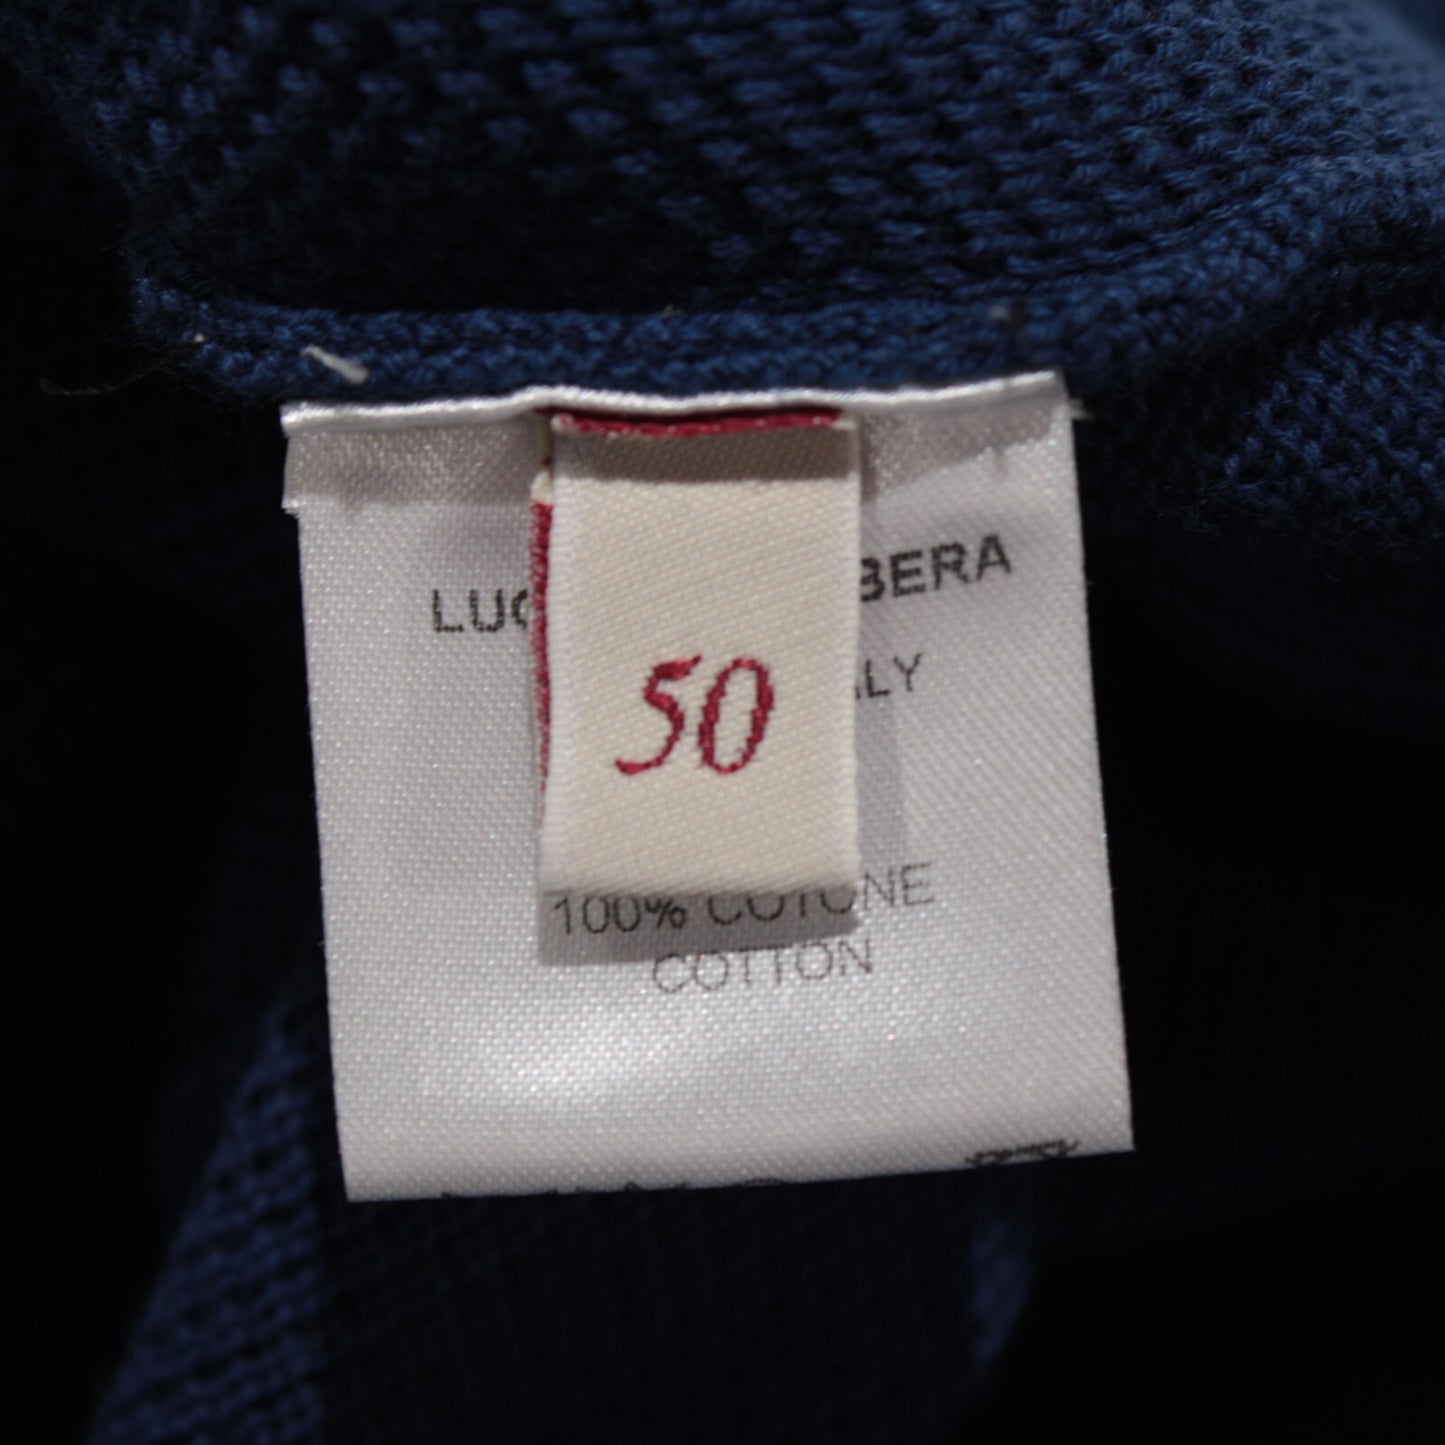 LUC BERA
LY
50
100% COTONE
COTTON